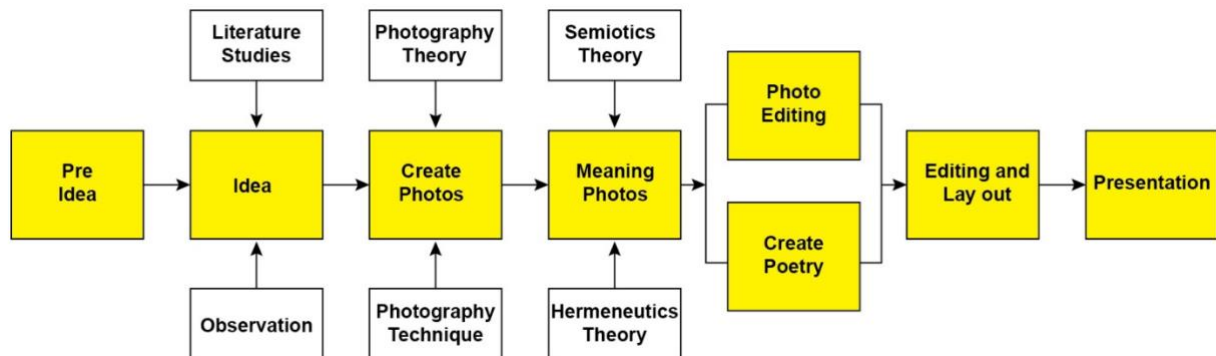 Literature
Studies
Photography
Theory
Semiotics
Theory
Photo
Editing
Pre
Idea
Idea
Create
Photos
Meaning
Photos
Editing and
Lay out
Presentation
Create
Poetry
Observation
Photography
Technique
Hermeneutics
Theory